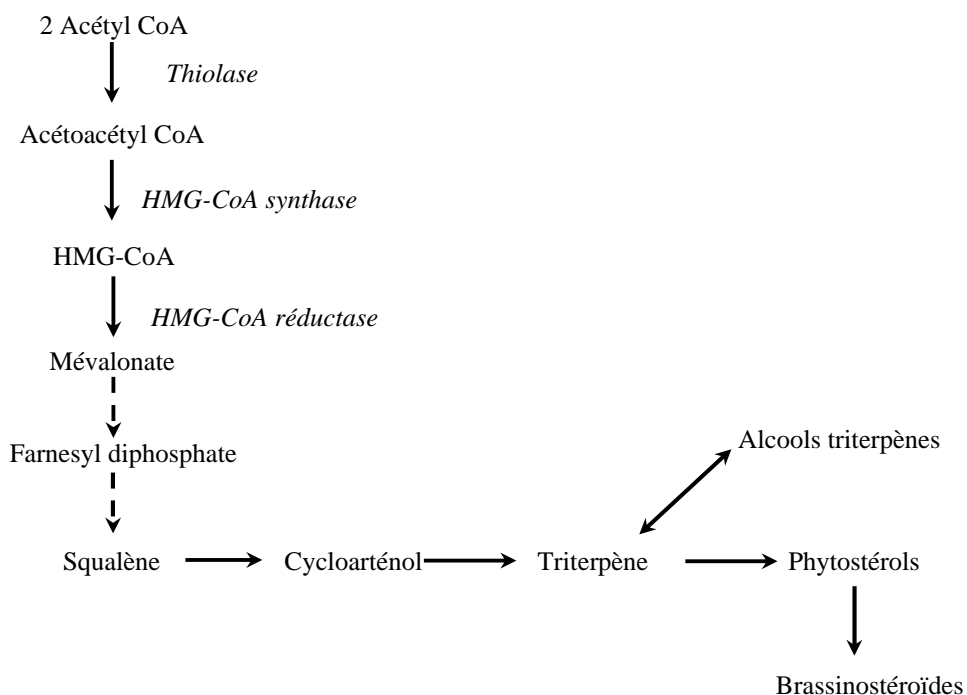 2 Acétyl CoA
Thiolase
Acétoacétyl CoA
HMG-CoA synthase
HMG-CoA
HMG-CoA réductase
Mévalonate
Farnesyl diphosphate
Alcools triterpènes
Squalène
Cycloarténol
Triterpène
Phytostérols
Brassinostéroïdes